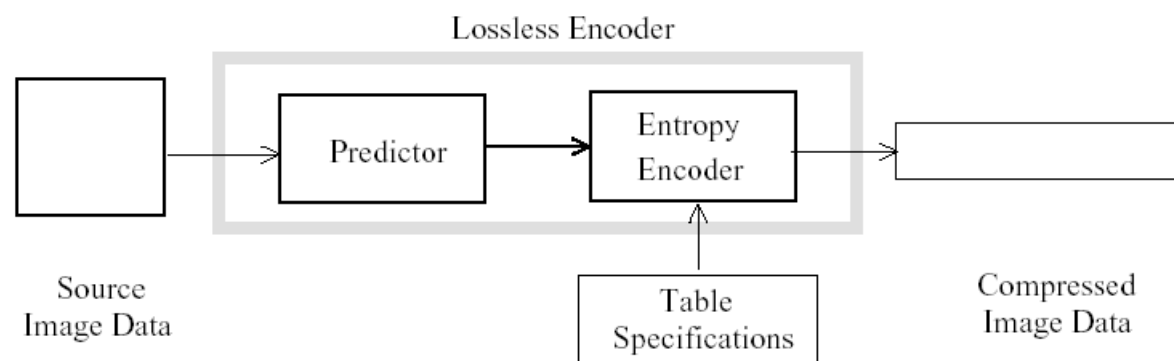 Lossless Encoder
Predictor
Entropy
Encoder
Source
Image Data
Table
Specifications
Compressed
Image Data